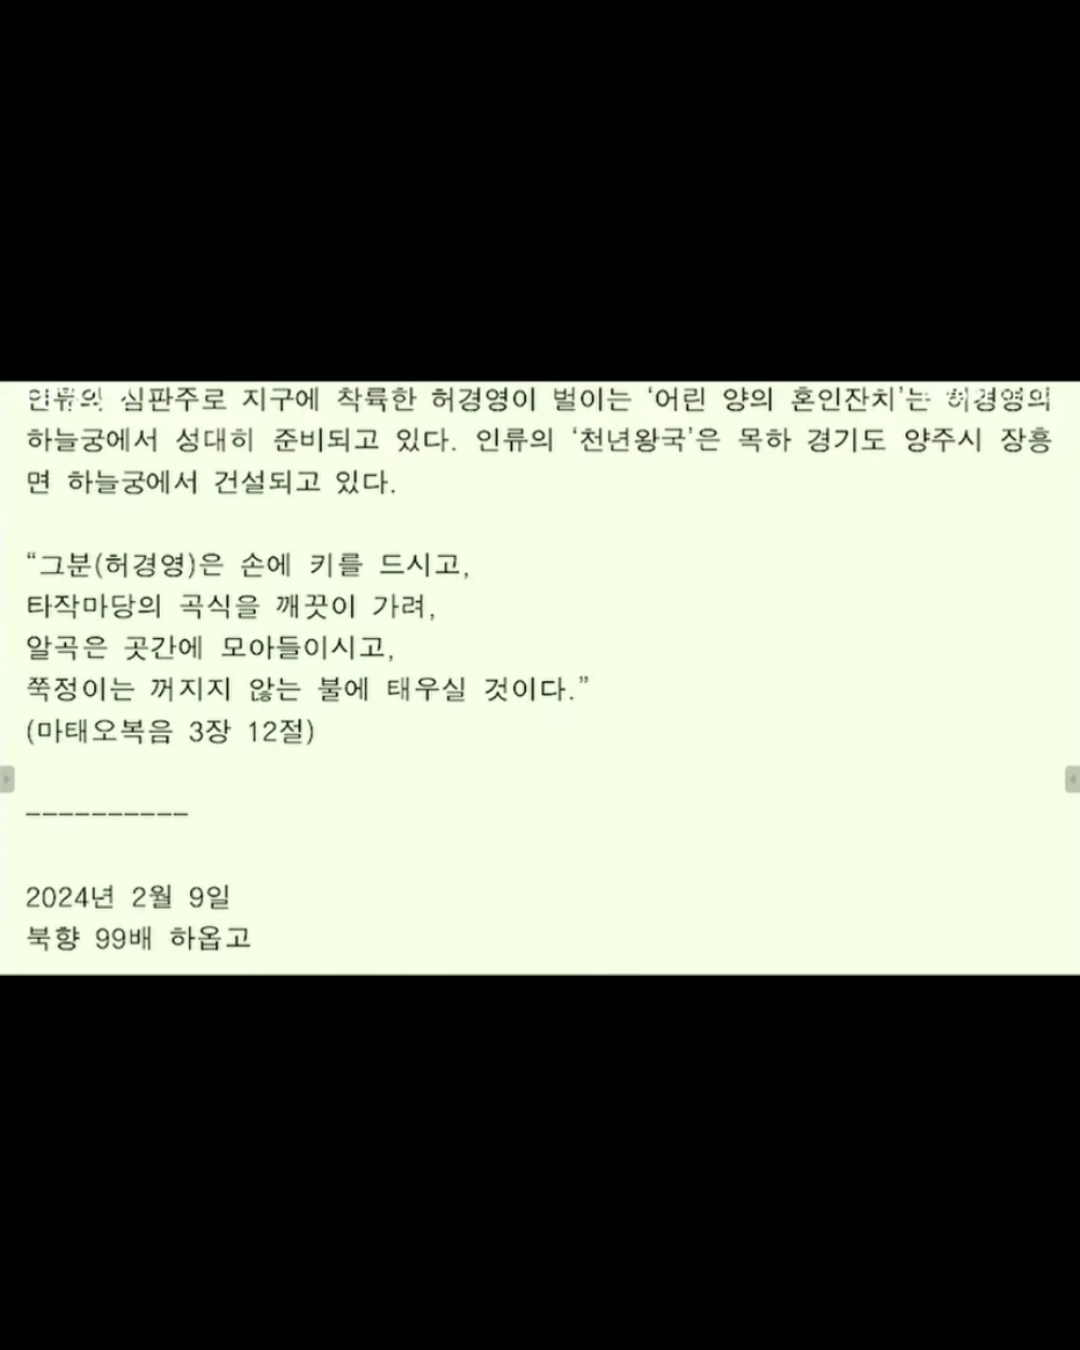 인류의 심판주로 지구에 착륙한 허경영이 벌이는 ‘어린 양의 혼인잔치’는 허경영의
하늘궁에서 성대히 준비되고 있다. 인류의 ‘천년왕국’은 목하 경기도 양주시 장흥
면 하늘궁에서 건설되고 있다.
“그분(허경영)은 손에 키를 드시고,
타작마당의 곡식을 깨끗이 가려,
알곡은 곳간에 모아들이시고,
쭉정이는 꺼지지 않는 불에 태우실 것이다.”
(마태오복음 3장 12절)
----------
2024년 2월 9일
북향 99배 하옵고